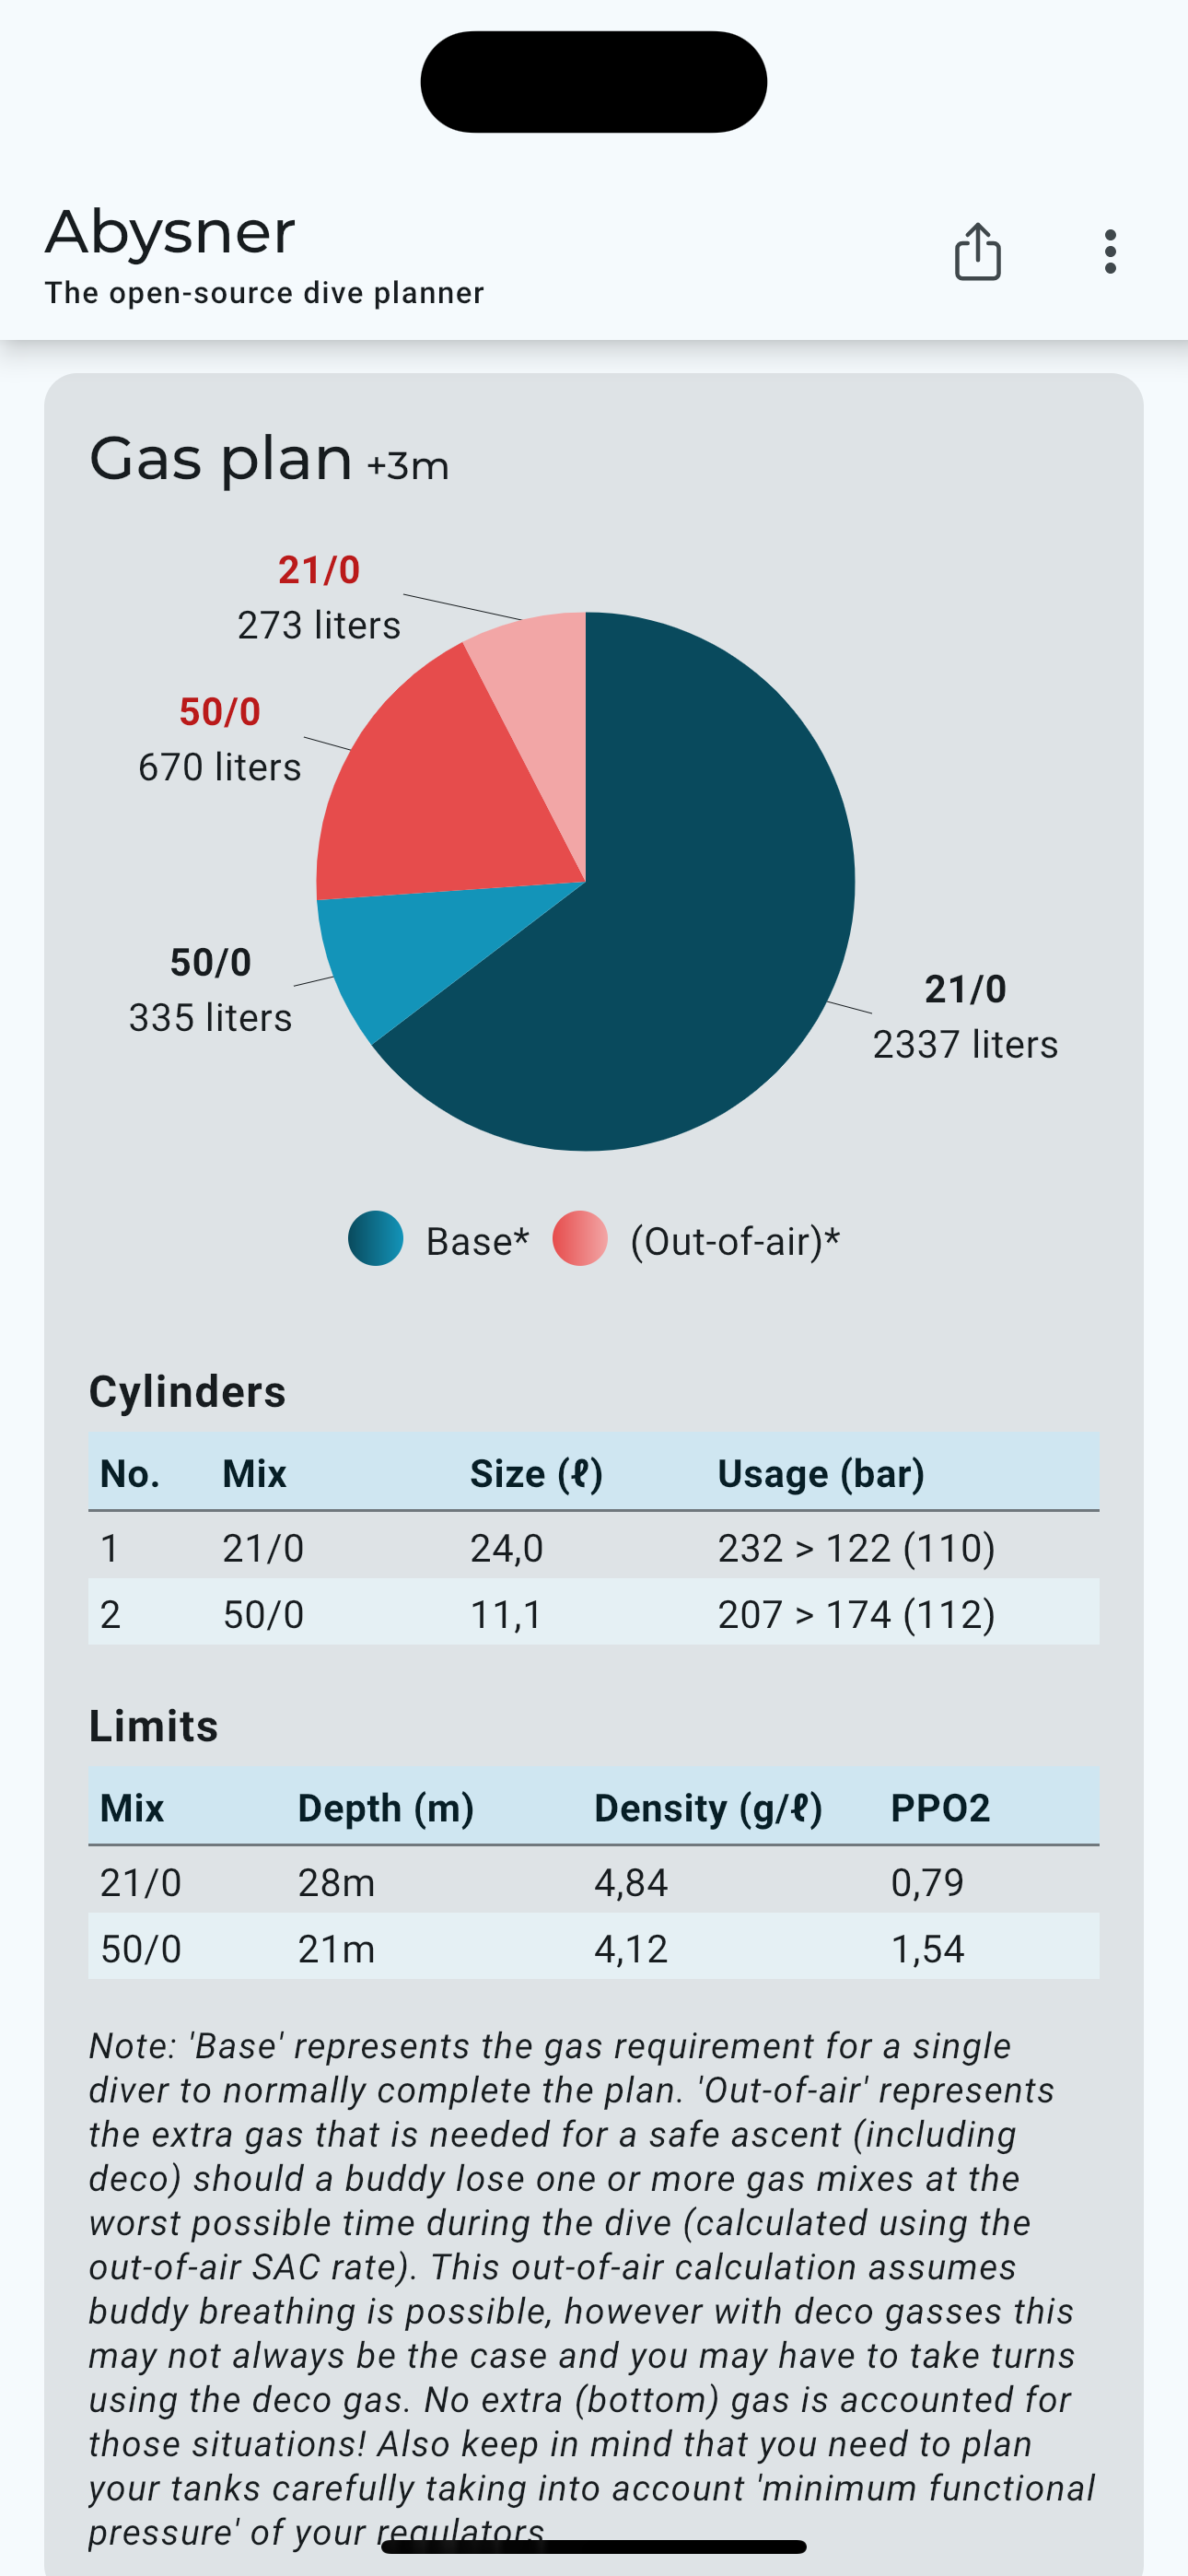 Abysner
The open-source dive planner
Gas plan +3m
21/0
273 liters
50/0
670 liters
50/0
335 liters
21/0
2337 liters
Base* (Out-of-air)*
Cylinders
No. Mix Size (ℓ) Usage (bar)
1 21/0 24,0 232 > 122 (110)
2 50/0 11,1 207 > 174 (112)
Limits
Mix Depth (m) Density (g/ℓ) PPO2
21/0 28m 4,84 0,79
50/0 21m 4,12 1,54
Note: 'Base' represents the gas requirement for a single
diver to normally complete the plan. 'Out-of-air' represents
the extra gas that is needed for a safe ascent (including
deco) should a buddy lose one or more gas mixes at the
worst possible time during the dive (calculated using the
out-of-air SAC rate). This out-of-air calculation assumes
buddy breathing is possible, however with deco gasses this
may not always be the case and you may have to take turns
using the deco gas. No extra (bottom) gas is accounted for
those situations! Also keep in mind that you need to plan
your tanks carefully taking into account 'minimum functional
pressure' of your regulators